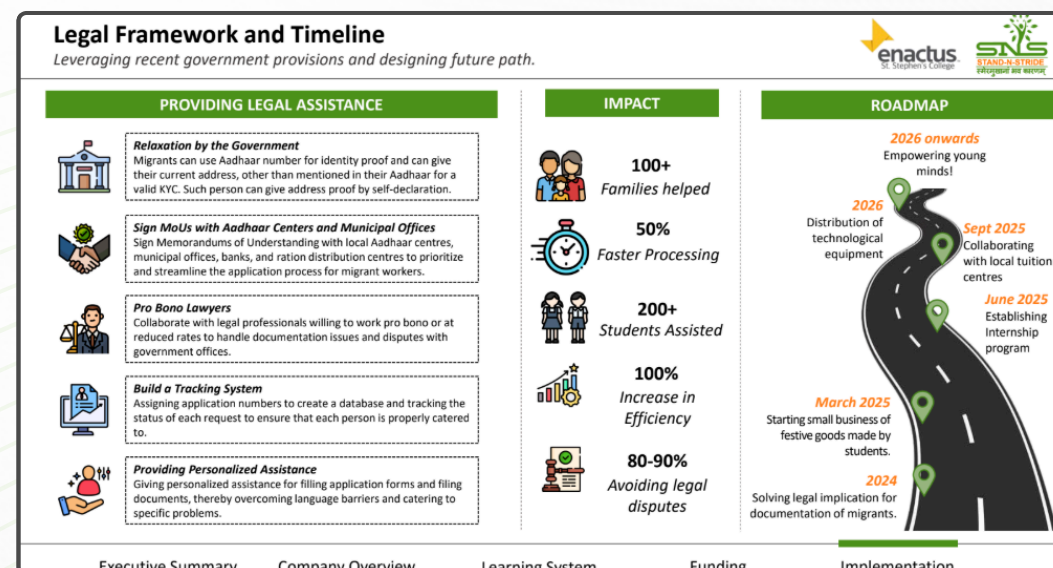 Legal Framework and Timeline
Leveraging recent government provisions and designing future path.
enactus
St. Stephen's College
SNS
STAND-N-STRIDE
PROVIDING LEGAL ASSISTANCE
Relaxation by the Government
Migrants can use Aadhaar number for identity proof and can give
their current address, other than mentioned in their Aadhaar for a
valid KYC. Such person can give address proof by self-declaration.
Sign MoUs with Aadhaar Centers and Municipal Offices
Sign Memorandums of Understanding with local Aadhaar centres,
municipal offices, banks, and ration distribution centres to prioritize
and streamline the application process for migrant workers.
Pro Bono Lawyers
Collaborate with legal professionals willing to work pro bono or at
reduced rates to handle documentation issues and disputes with
government offices.
Build a Tracking System
Assigning application numbers to create a database and tracking the
status of each request to ensure that each person is properly catered
to.
Providing Personalized Assistance
Giving personalized assistance for filling application forms and filing
documents, thereby overcoming language barriers and catering to
specific problems.
IMPACT
100+
Families helped
50%
Faster Processing
200+
Students Assisted
100%
Increase in
Efficiency
80-90%
Avoiding legal
disputes
ROADMAP
2026 onwards
Empowering young
minds!
2026
Distribution of
technological
equipment
Sept 2025
Collaborating
with local tuition
centres
June 2025
Establishing
Internship
program
March 2025
Starting small business of
festive goods made by
students.
2024
Solving legal implication for
documentation of migrants.
Executive Summary
Company Overview
Learning System
Funding
Implementation